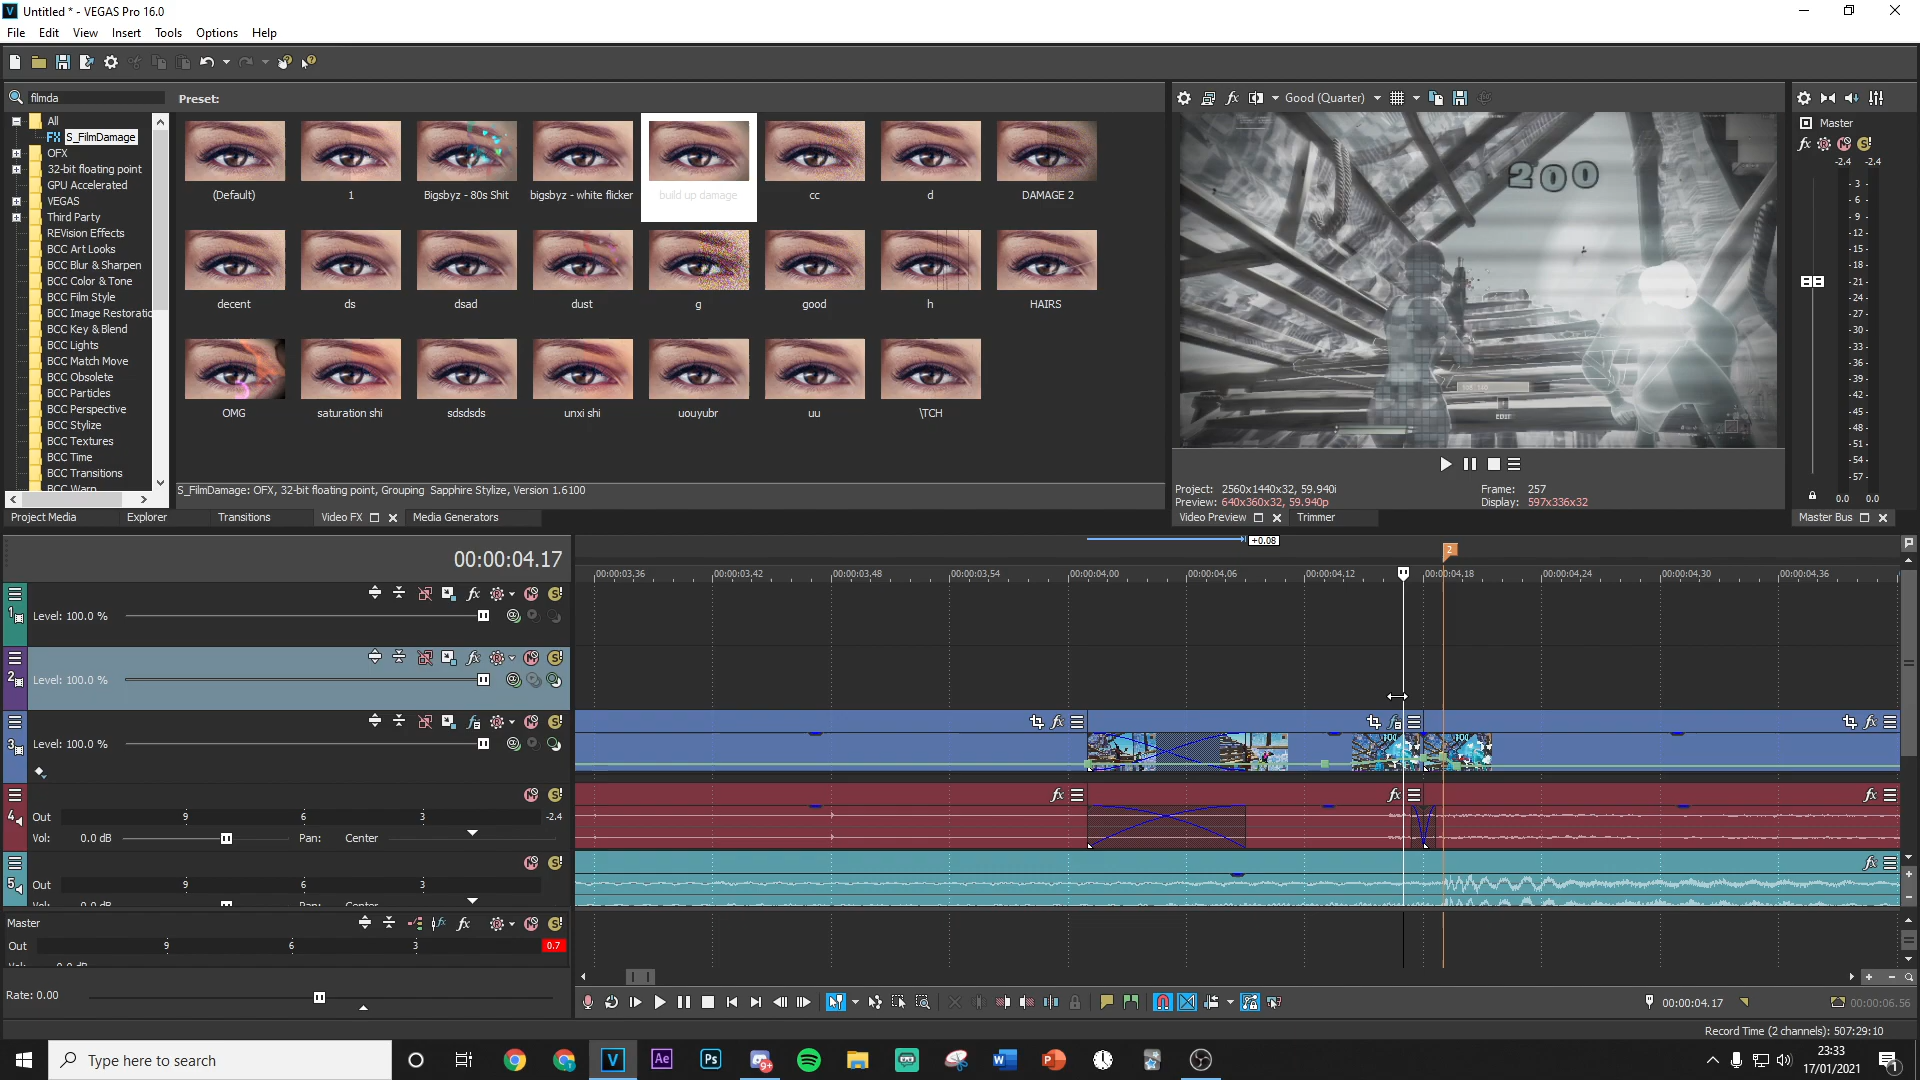 Untitled * - VEGAS Pro 16.0
File Edit View Insert Tools Options Help
filmda
Preset:
All
S_FilmDamage
OFX
32-bit floating point
GPU Accelerated
VEGAS
Third Party
REVision Effects
BCC Art Looks
BCC Blur & Sharpen
BCC Color & Tone
BCC Film Style
BCC Image Restoratio
BCC Key & Blend
BCC Lights
BCC Match Move
BCC Obsolete
BCC Particles
BCC Perspective
BCC Stylize
BCC Textures
BCC Time
BCC Transitions
BCC Warp
(Default) 1 Bigsbyz - 80s Shit bigsbyz - white flicker build up damage cc d DAMAGE 2
decent ds dsad dust g good h HAIRS
OMG saturation shi sdsdsds unxi shi uouyubr uu \TCH
S_FilmDamage: OFX, 32-bit floating point, Grouping Sapphire Stylize, Version 1.6100
Project Media Explorer Transitions Video FX Media Generators
Good (Quarter)
200
EDIT
Project: 2560x1440x32, 59.940i Frame: 257
Preview: 640x360x32, 59.940p Display: 597x336x32
Video Preview Trimmer
Master
-2.4 -2.4
- 3 -
- 6 -
- 9 -
- 12 -
- 15 -
- 18 -
- 21 -
- 24 -
- 27 -
- 30 -
- 33 -
- 36 -
- 39 -
- 42 -
- 45 -
- 48 -
- 51 -
- 54 -
- 57 -
0.0 0.0
Master Bus
00:00:04.17
+0.08
2
00:00:03.36 00:00:03.42 00:00:03.48 00:00:03.54 00:00:04.00 00:00:04.06 00:00:04.12 00:00:04.18 00:00:04.24 00:00:04.30 00:00:04.36
1 Level: 100.0 %
2 Level: 100.0 %
3 Level: 100.0 %
4 Out 9 6 3 -2.4
Vol: 0.0 dB Pan: Center
5 Out 9 6 3
Vol: 0.0 dB Pan: Center
Master
Out 9 6 3 0.7
Vol: 0.0 dB
Rate: 0.00
00:00:04.17 00:00:06.56
Record Time (2 channels): 507:29:10
Type here to search
23:33
17/01/2021